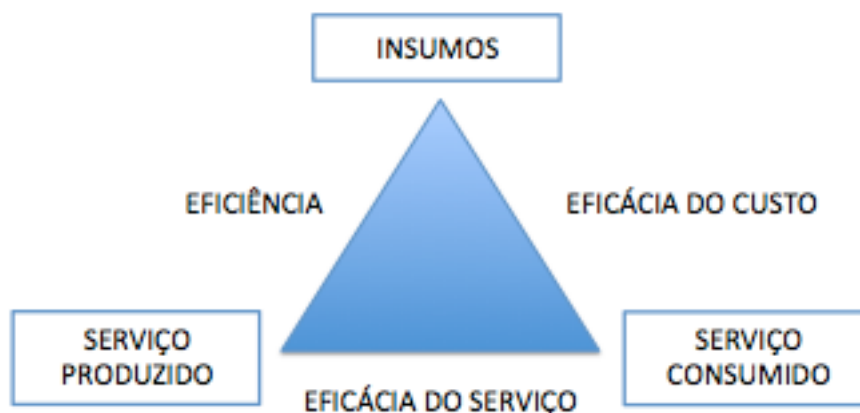 INSUMOS
EFICIÊNCIA
EFICÁCIA DO CUSTO
SERVIÇO
PRODUZIDO
SERVIÇO
CONSUMIDO
EFICÁCIA DO SERVIÇO